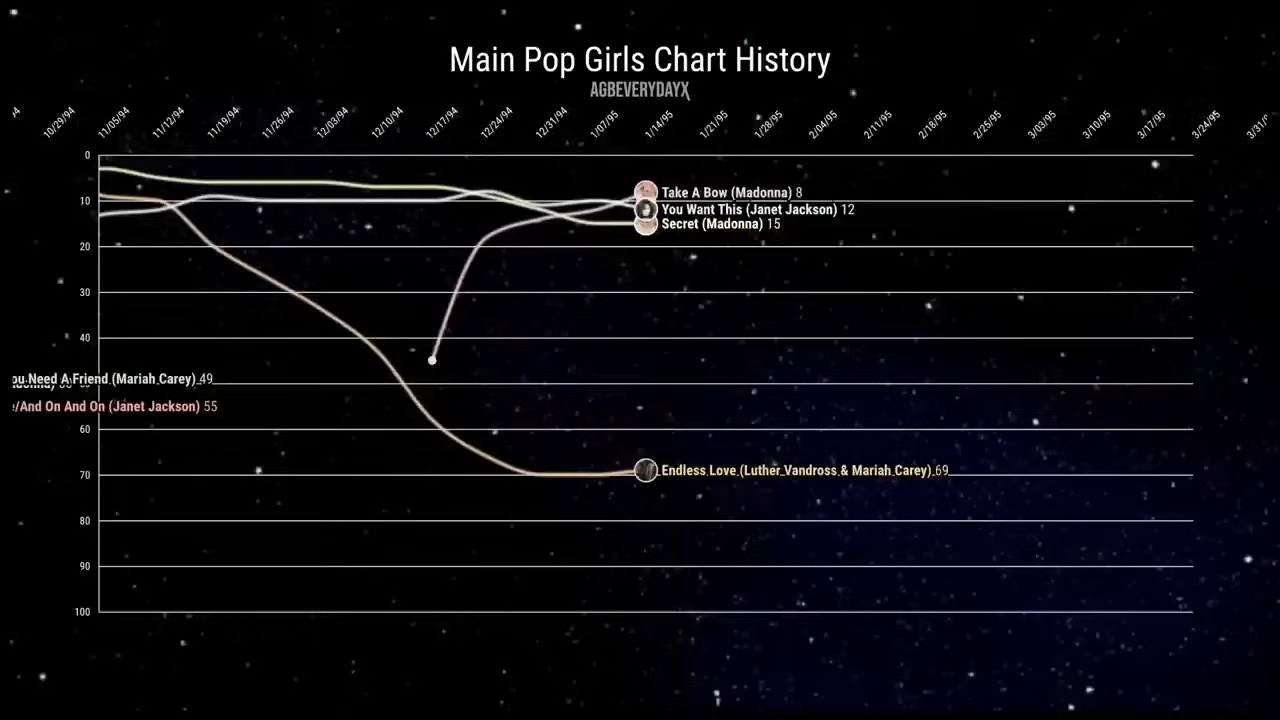 Main Pop Girls Chart History
AGBEVERYDAYX
10/29/94 11/05/94 11/12/94 11/19/94 11/26/94 12/03/94 12/10/94 12/17/94 12/24/94 12/31/94 1/07/95 1/14/95 1/21/95 1/28/95 2/04/95 2/11/95 2/18/95 2/25/95 3/03/95 3/10/95 3/17/95 3/24/95 3/31/
0
Take A Bow (Madonna) 8
10
You Want This (Janet Jackson) 12
Secret (Madonna) 15
20
30
40
ou Need A Friend (Mariah Carey) 49
/And On And On (Janet Jackson) 55
60
Endless Love (Luther Vandross & Mariah Carey) 69
70
80
90
100